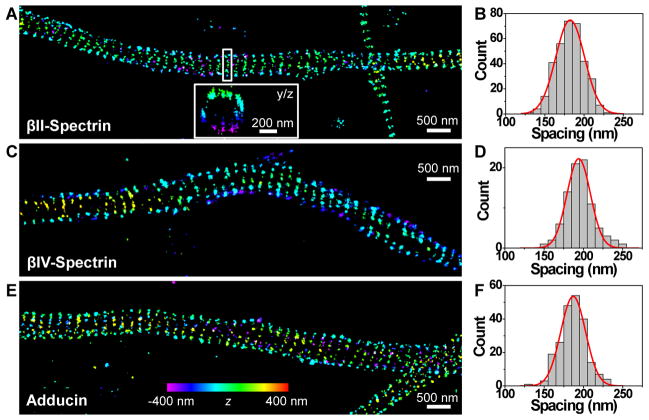 A
y/z
βII-Spectrin
200 nm
500 nm
B
Count
80
60
40
20
0
100 150 200 250
Spacing (nm)
C
500 nm
βIV-Spectrin
D
Count
20
10
0
100 150 200 250
Spacing (nm)
E
Adducin
-400 nm z 400 nm
500 nm
F
Count
60
40
20
0
100 150 200 250
Spacing (nm)